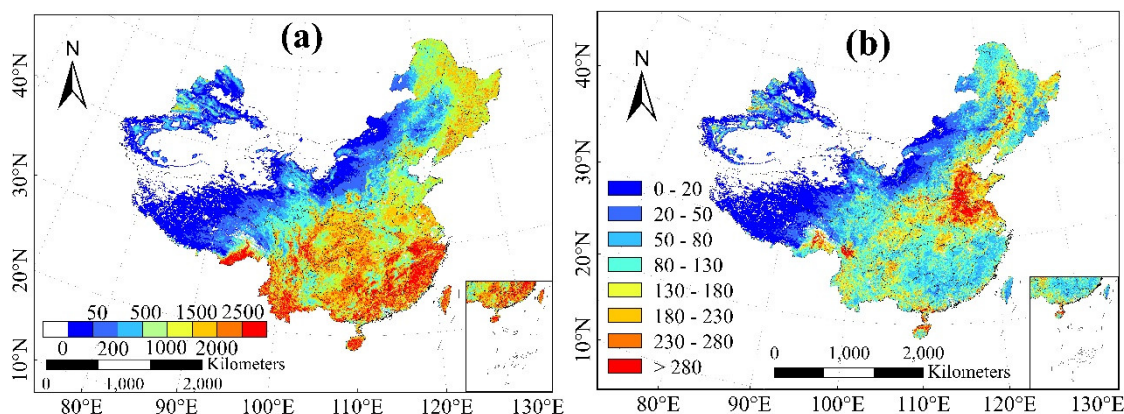 (a)
N
40°N
30°N
20°N
10°N
50 500 1500 2500
0 200 1000 2000
Kilometers
0 1,000 2,000
80°E 90°E 100°E 110°E 120°E 130°E
(b)
N
40°N
30°N
20°N
10°N
0 - 20
20 - 50
50 - 80
80 - 130
130 - 180
180 - 230
230 - 280
> 280
0 1,000 2,000
Kilometers
80°E 90°E 100°E 110°E 120°E 130°E